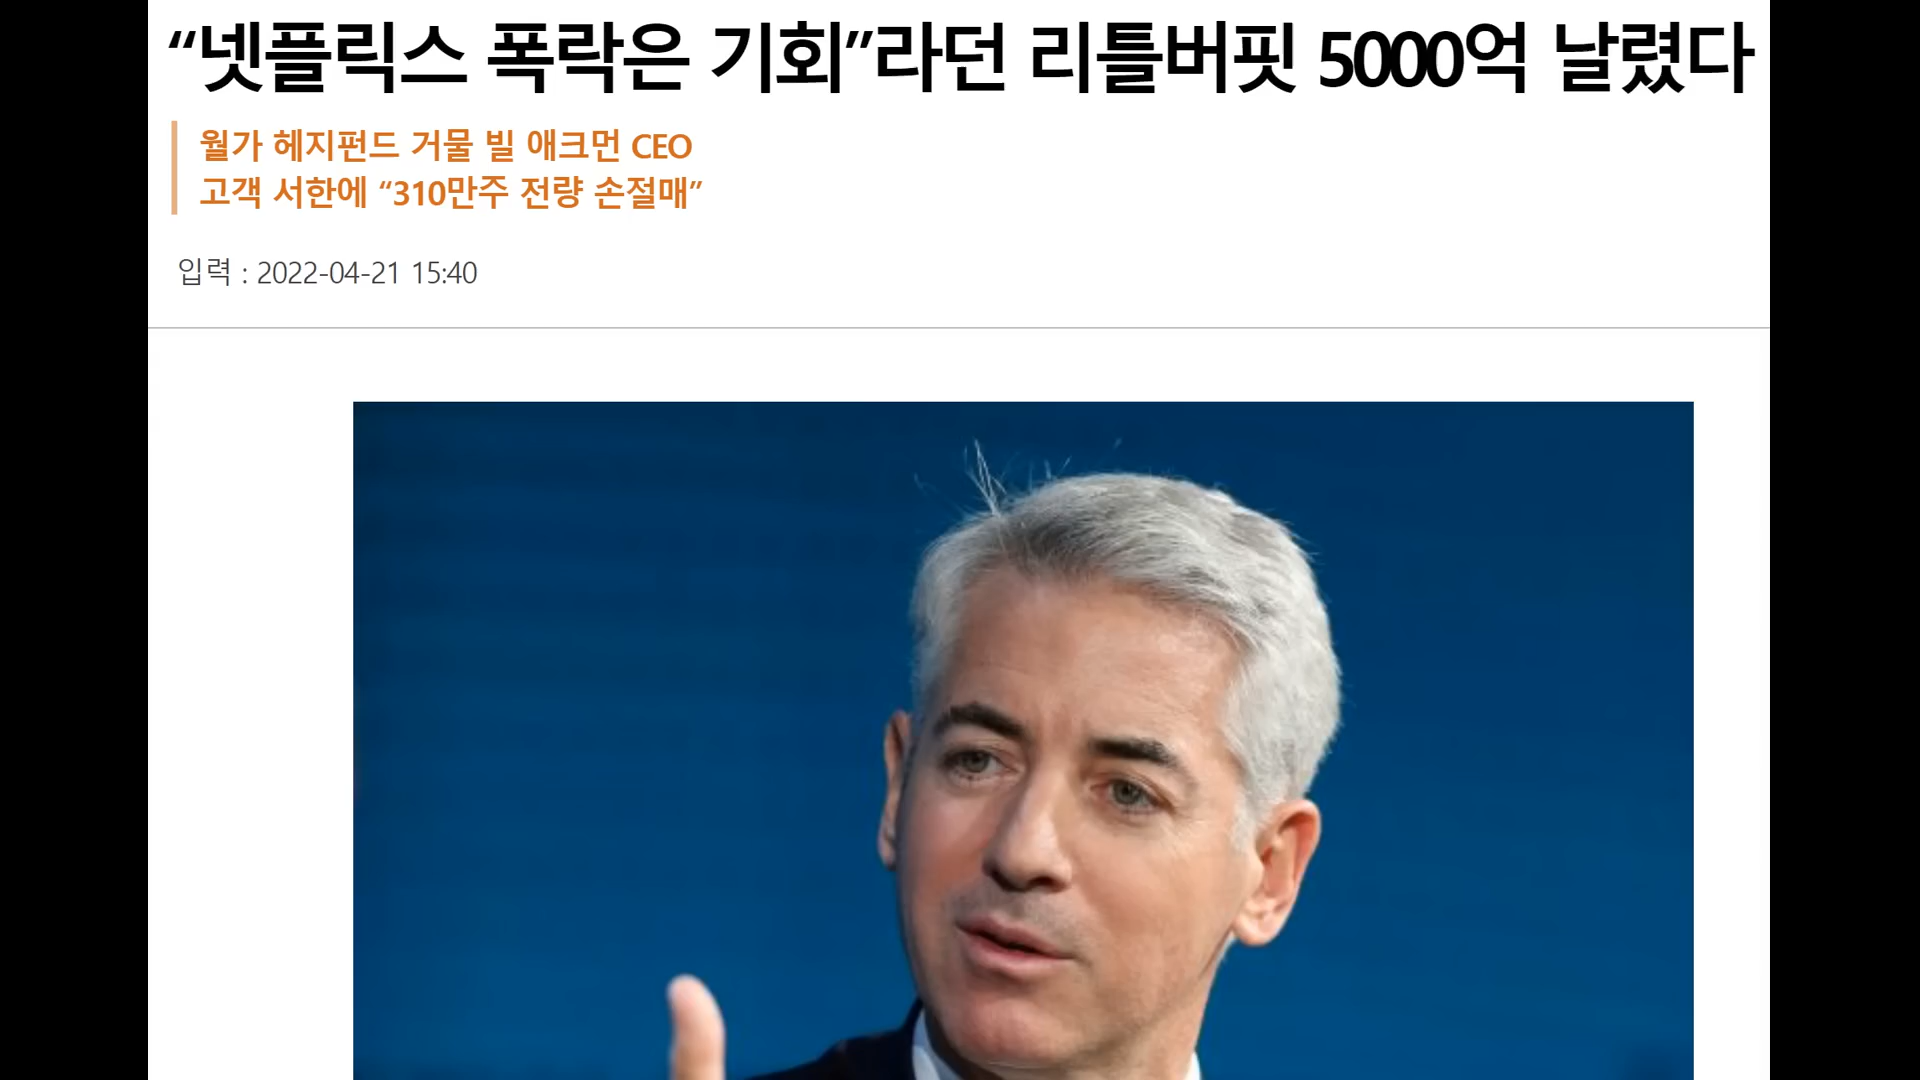 “넷플릭스 폭락은 기회”라던 리틀버핏 5000억 날렸다
월가 헤지펀드 거물 빌 애크먼 CEO
고객 서한에 “310만주 전량 손절매”
입력 : 2022-04-21 15:40